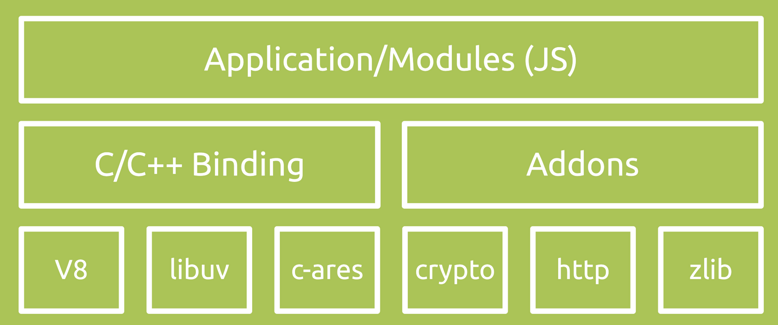 Application/Modules (JS)
C/C++ Binding
Addons
V8
libuv
c-ares
crypto
http
zlib